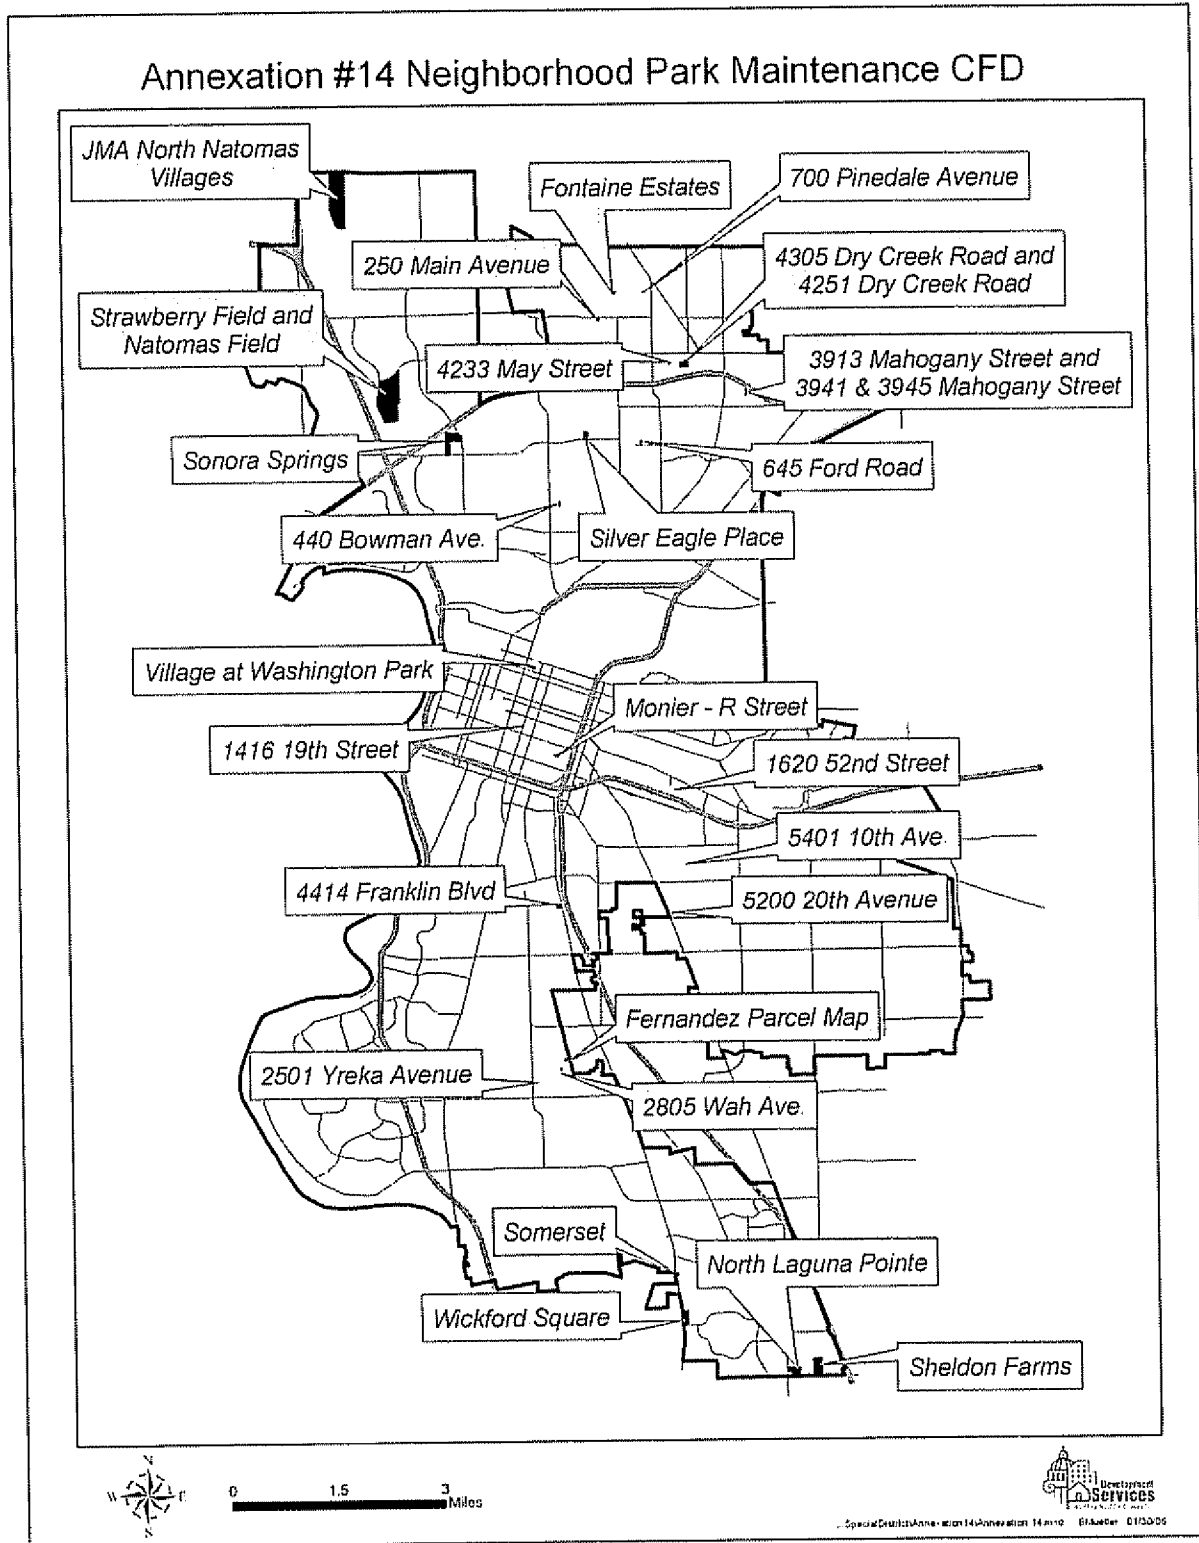 Annexation #14 Neighborhood Park Maintenance CFD
JMA North Natomas
Villages
Fontaine Estates
700 Pinedale Avenue
250 Main Avenue
4305 Dry Creek Road and
4251 Dry Creek Road
Strawberry Field and
Natomas Field
4233 May Street
3913 Mahogany Street and
3941 & 3945 Mahogany Street
Sonora Springs
645 Ford Road
440 Bowman Ave.
Silver Eagle Place
Village at Washington Park
Monier - R Street
1416 19th Street
1620 52nd Street
5401 10th Ave.
4414 Franklin Blvd
5200 20th Avenue
Fernandez Parcel Map
2501 Yreka Avenue
2805 Wah Ave.
Somerset
North Laguna Pointe
Wickford Square
Sheldon Farms
N
W E
S
0 1.5 3
Miles
Development
Services
01/30/06